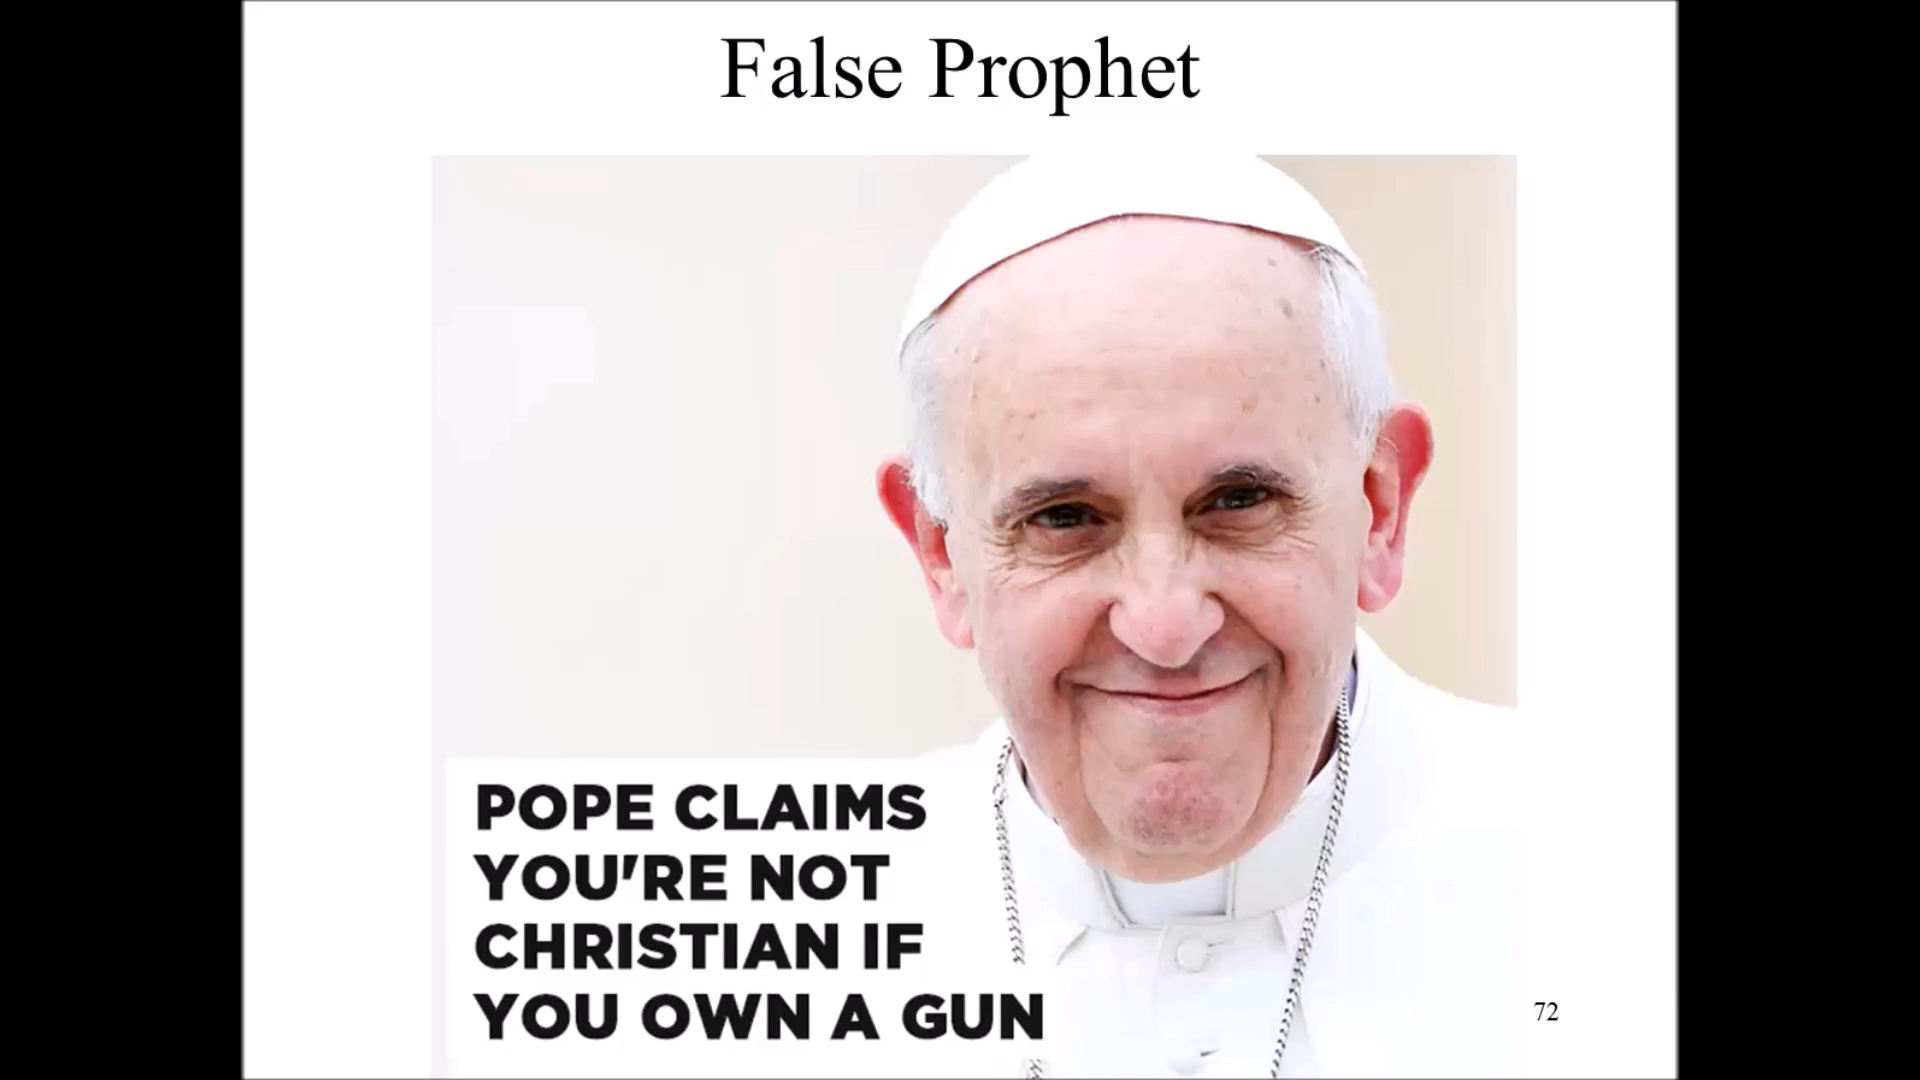 False Prophet
POPE CLAIMS
YOU'RE NOT
CHRISTIAN IF
YOU OWN A GUN
72